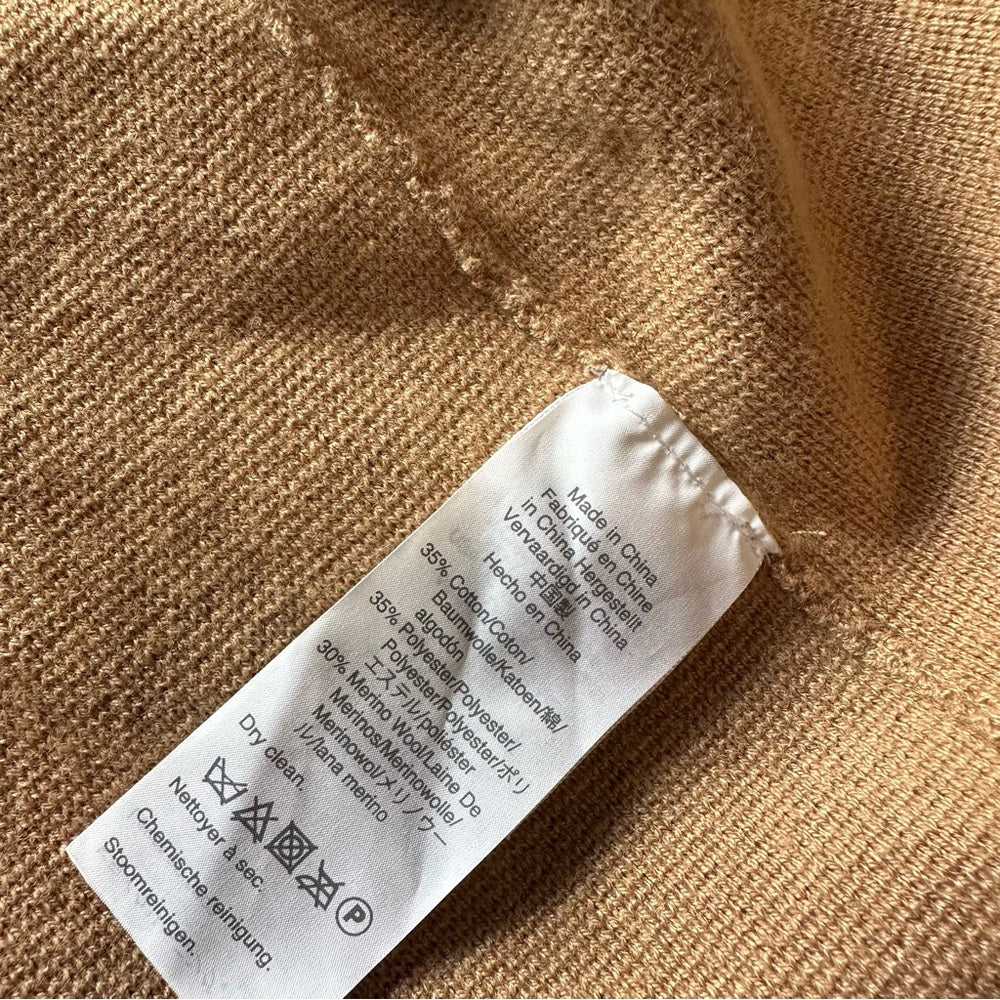 Made in China
Fabriqué en Chine
in China Hergestellt
Vervaardigd in China
中国製
Hecho en China
35% Cotton/Coton/
Baumwolle/Katoen/綿/
algodón
35% Polyester/Polyester/
Polyester/Polyester/ポリ
エステル/poliéster
30% Merino Wool/Laine De
Merinos/Merinowolle/
Merinowol/メリノウー
ル/lana merino
Dry clean.
P
Nettoyer à sec.
Chemische reinigung.
Stoomreinigen.